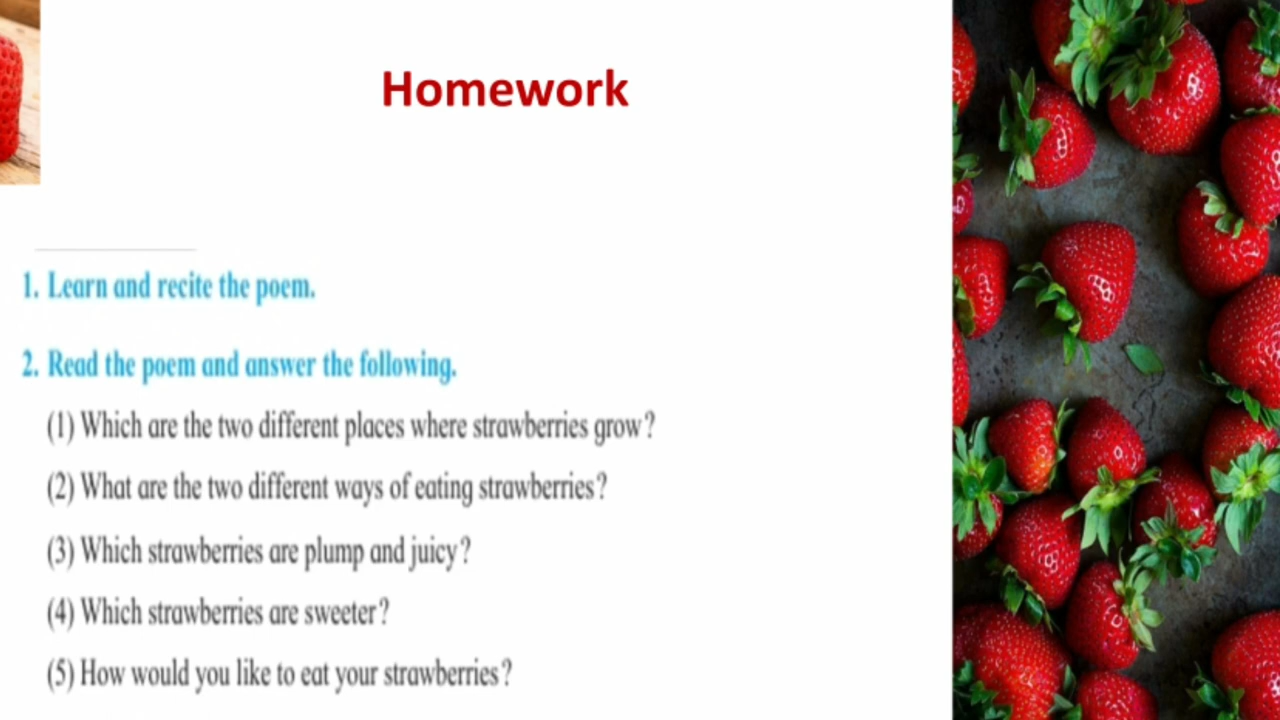 Homework
1. Learn and recite the poem.
2. Read the poem and answer the following.
(1) Which are the two different places where strawberries grow?
(2) What are the two different ways of eating strawberries?
(3) Which strawberries are plump and juicy?
(4) Which strawberries are sweeter?
(5) How would you like to eat your strawberries?